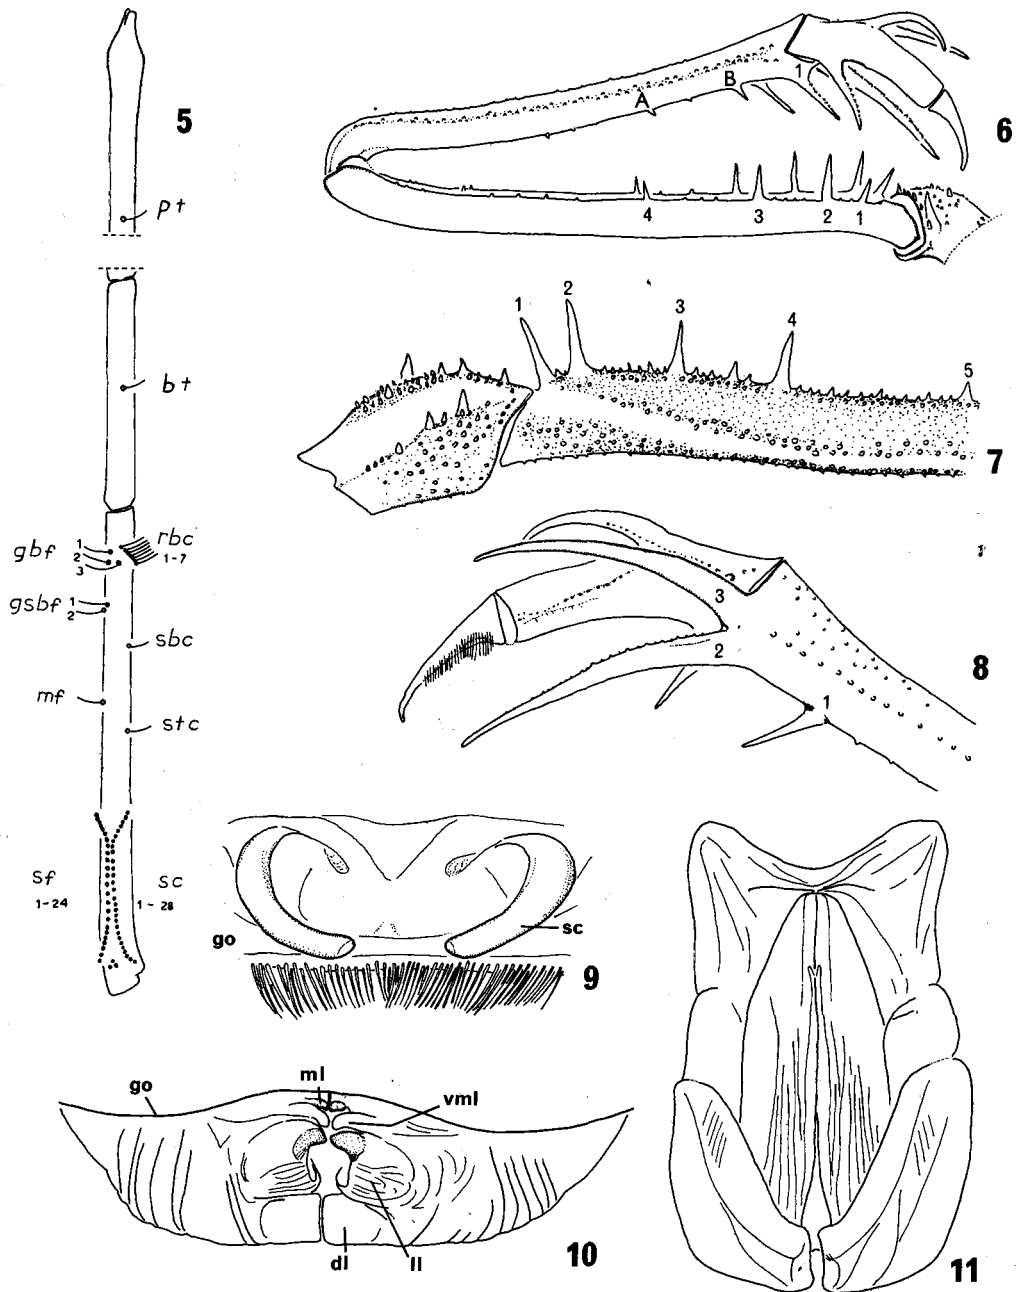 5
pt
bt
gbf 1 rbc
2 1-7
3
gsbf 1
2
sbc
mf
stc
sf sc
1-24 1-28
A B 1
6
4 3 2 1
1 2 3 4 5
7
3
2
1
8
go sc
9
go ml vml
dl ll
10
11